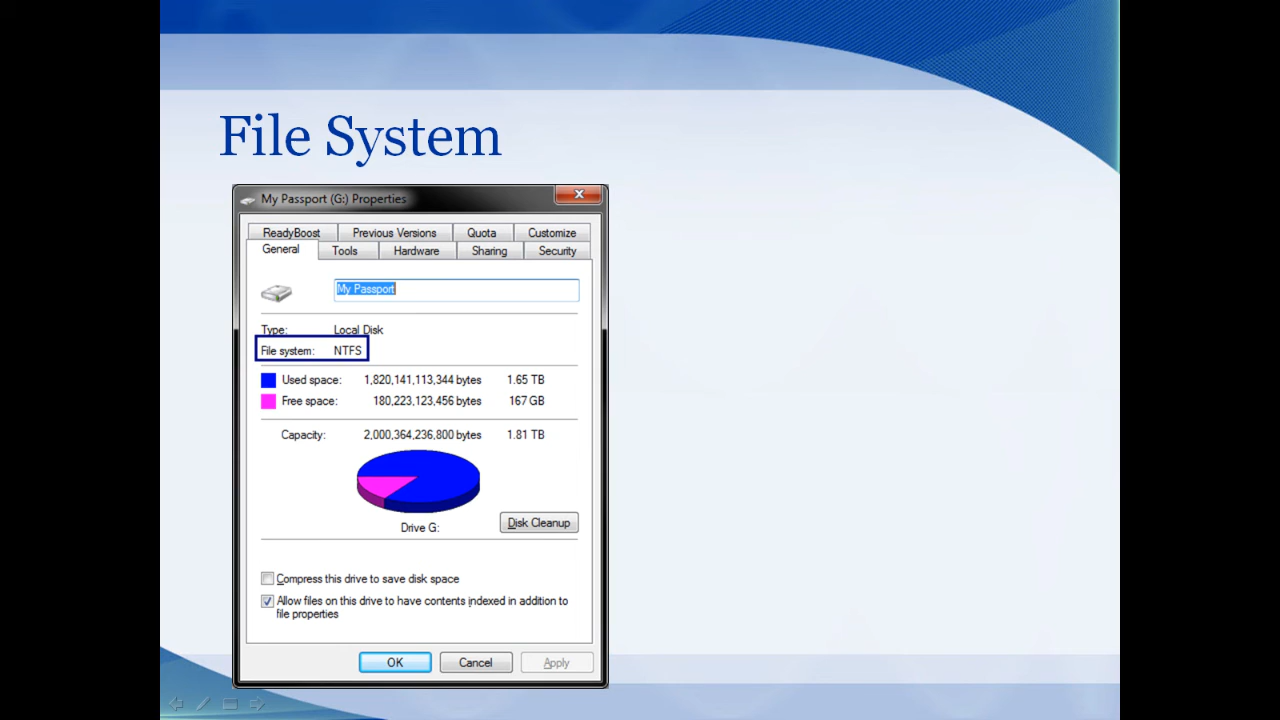 File System
My Passport (G:) Properties
ReadyBoost Previous Versions Quota Customize
General Tools Hardware Sharing Security
My Passport
Type: Local Disk
File system: NTFS
Used space: 1,820,141,113,344 bytes 1.65 TB
Free space: 180,223,123,456 bytes 167 GB
Capacity: 2,000,364,236,800 bytes 1.81 TB
Drive G:
Disk Cleanup
Compress this drive to save disk space
Allow files on this drive to have contents indexed in addition to
file properties
OK Cancel Apply